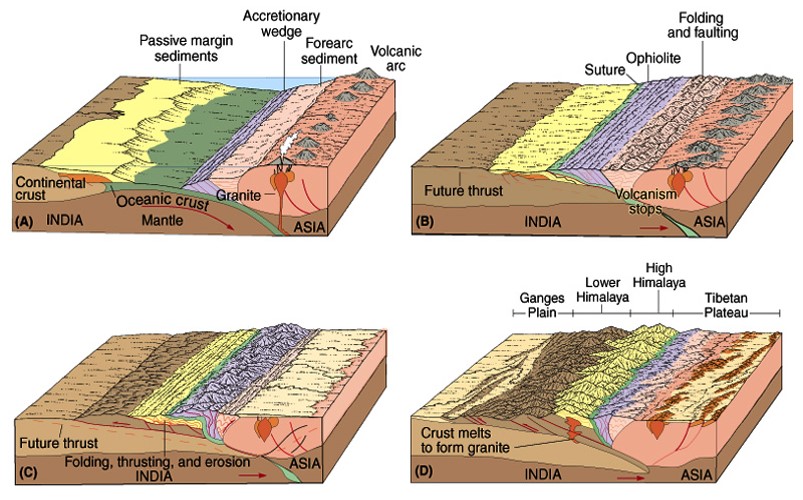 Accretionary
wedge
Passive margin
sediments
Forearc
sediment
Volcanic
arc
Continental
crust
Oceanic crust
Granite
(A)
INDIA
Mantle
ASIA
Folding
and faulting
Suture
Ophiolite
Future thrust
Volcanism
stops
(B)
INDIA
ASIA
Future thrust
Folding, thrusting, and erosion
(C)
INDIA
ASIA
Ganges
Plain
Lower
Himalaya
High
Himalaya
Tibetan
Plateau
Crust melts
to form granite
(D)
INDIA
ASIA